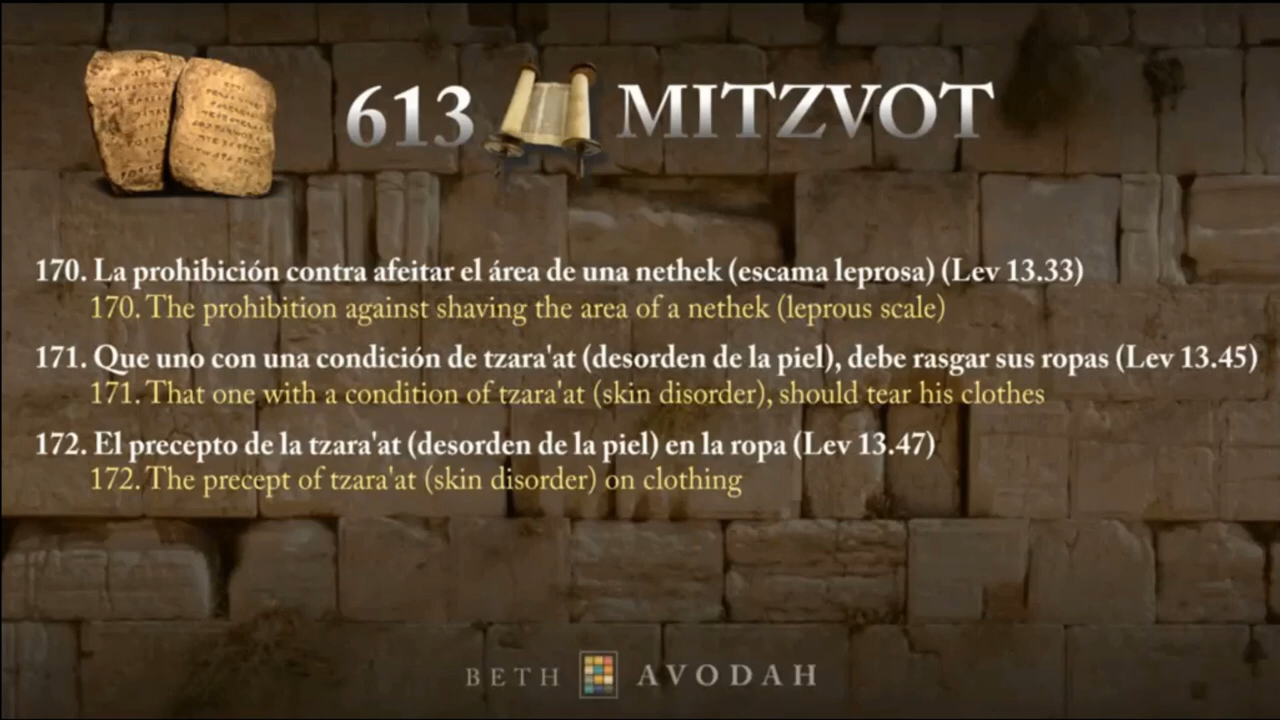 613 MITZVOT
170. La prohibición contra afeitar el área de una nethek (escama leprosa) (Lev 13.33)
170. The prohibition against shaving the area of a nethek (leprous scale)
171. Que uno con una condición de tzara'at (desorden de la piel), debe rasgar sus ropas (Lev 13.45)
171. That one with a condition of tzara'at (skin disorder), should tear his clothes
172. El precepto de la tzara'at (desorden de la piel) en la ropa (Lev 13.47)
172. The precept of tzara'at (skin disorder) on clothing
BETH AVODAH